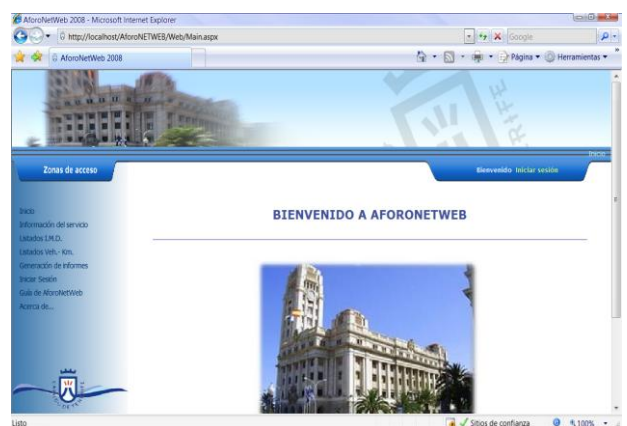 AforoNetWeb 2008 - Microsoft Internet Explorer
http://localhost/AforoNETWEB/Web/Main.aspx
Google
AforoNetWeb 2008
Página
Herramientas
Inicio
Zonas de acceso
Bienvenido Iniciar sesión
Inicio
Información del servicio
Listados I.M.D.
Listados Veh.- Km.
Generación de informes
Iniciar Sesión
Guía de AforoNetWeb
Acerca de...
BIENVENIDO A AFORONETWEB
Listo
Sitios de confianza
100%